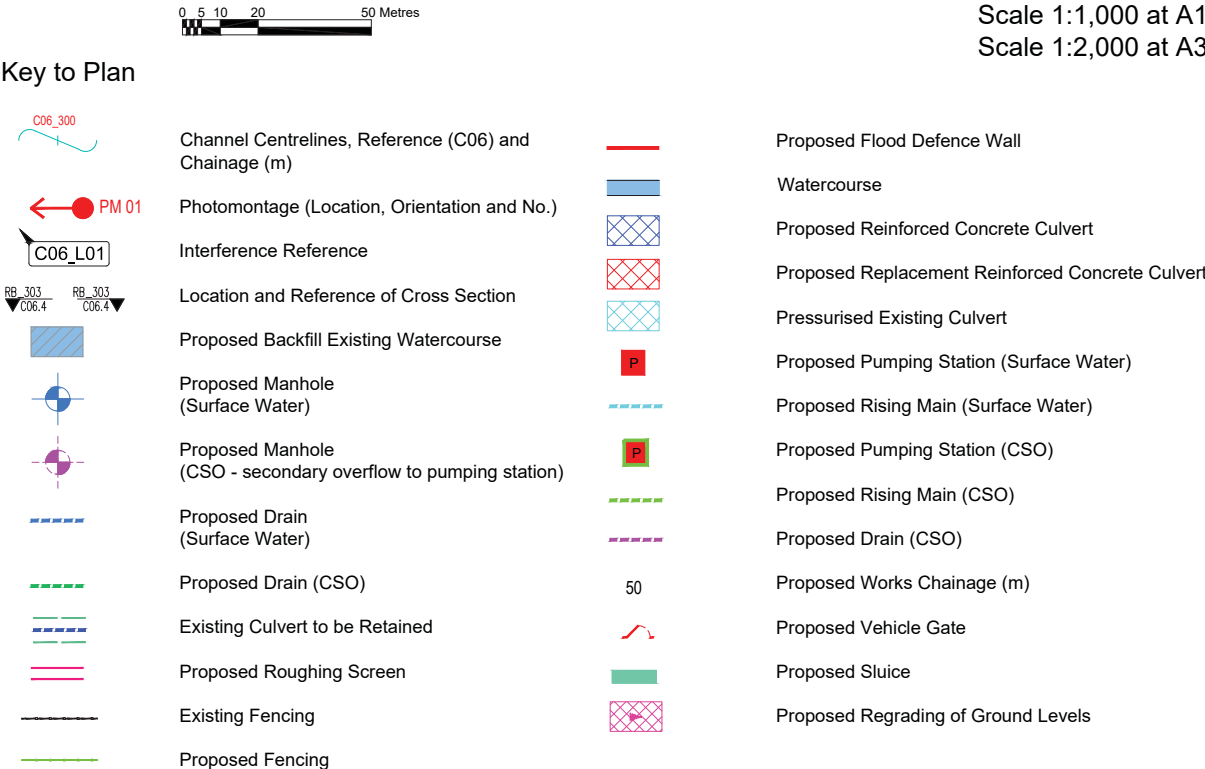 0 5 10 20 50 Metres
Scale 1:1,000 at A1
Scale 1:2,000 at A3
Key to Plan
C06_300
Channel Centrelines, Reference (C06) and
Chainage (m)
PM 01
Photomontage (Location, Orientation and No.)
C06_L01
Interference Reference
RB_303 RB_303
C06.4 C06.4
Location and Reference of Cross Section
Proposed Backfill Existing Watercourse
Proposed Manhole
(Surface Water)
Proposed Manhole
(CSO - secondary overflow to pumping station)
Proposed Drain
(Surface Water)
Proposed Drain (CSO)
Existing Culvert to be Retained
Proposed Roughing Screen
Existing Fencing
Proposed Fencing
Proposed Flood Defence Wall
Watercourse
Proposed Reinforced Concrete Culvert
Proposed Replacement Reinforced Concrete Culvert
Pressurised Existing Culvert
P
Proposed Pumping Station (Surface Water)
Proposed Rising Main (Surface Water)
P
Proposed Pumping Station (CSO)
Proposed Rising Main (CSO)
Proposed Drain (CSO)
50
Proposed Works Chainage (m)
Proposed Vehicle Gate
Proposed Sluice
Proposed Regrading of Ground Levels